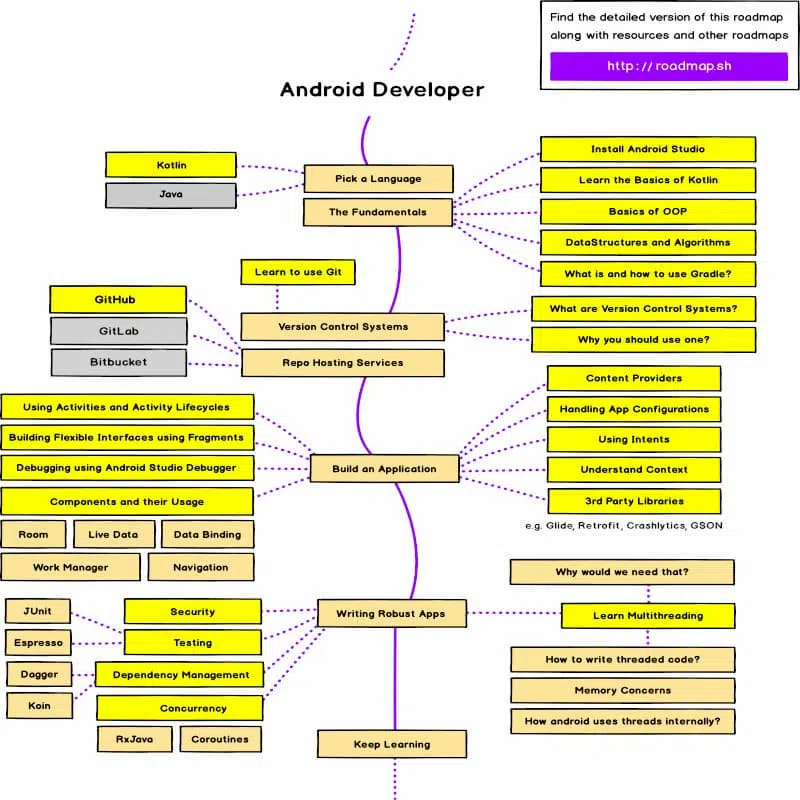 Find the detailed version of this roadmap
along with resources and other roadmaps
http://roadmap.sh
Android Developer
Pick a Language
Kotlin
Java
The Fundamentals
Install Android Studio
Learn the Basics of Kotlin
Basics of OOP
DataStructures and Algorithms
What is and how to use Gradle?
Learn to use Git
Version Control Systems
What are Version Control Systems?
Why you should use one?
Repo Hosting Services
GitHub
GitLab
Bitbucket
Build an Application
Using Activities and Activity Lifecycles
Building Flexible Interfaces using Fragments
Debugging using Android Studio Debugger
Components and their Usage
Room
Live Data
Data Binding
Work Manager
Navigation
Content Providers
Handling App Configurations
Using Intents
Understand Context
3rd Party Libraries
e.g. Glide, Retrofit, Crashlytics, GSON
Writing Robust Apps
Security
Testing
JUnit
Espresso
Dependency Management
Dagger
Koin
Concurrency
RxJava
Coroutines
Why would we need that?
Learn Multithreading
How to write threaded code?
Memory Concerns
How android uses threads internally?
Keep Learning